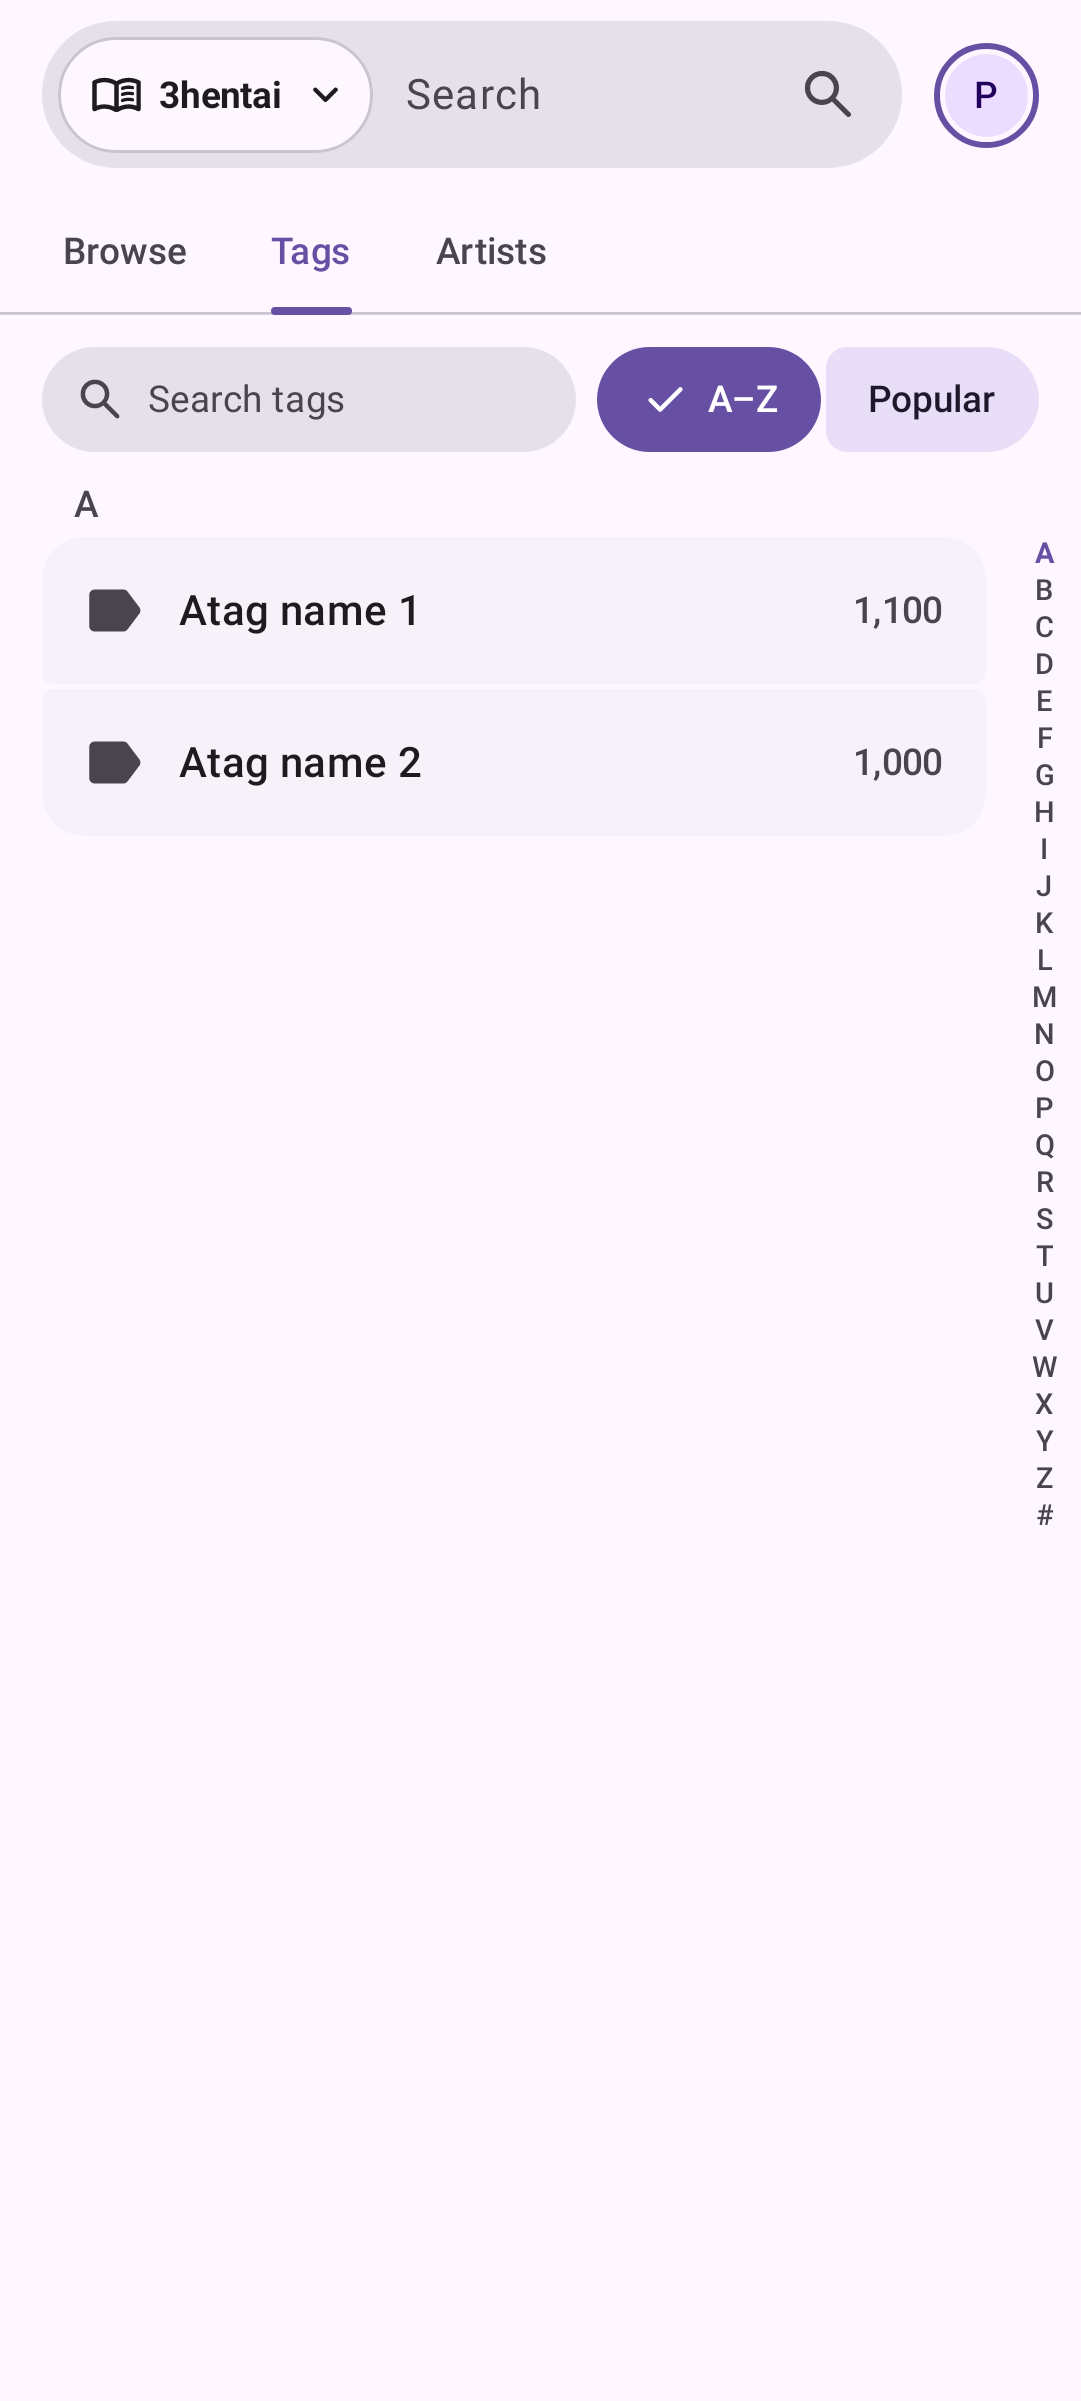 3hentai
Search
P
Browse
Tags
Artists
Search tags
A–Z
Popular
A
Atag name 1
1,100
Atag name 2
1,000
A
B
C
D
E
F
G
H
I
J
K
L
M
N
O
P
Q
R
S
T
U
V
W
X
Y
Z
#